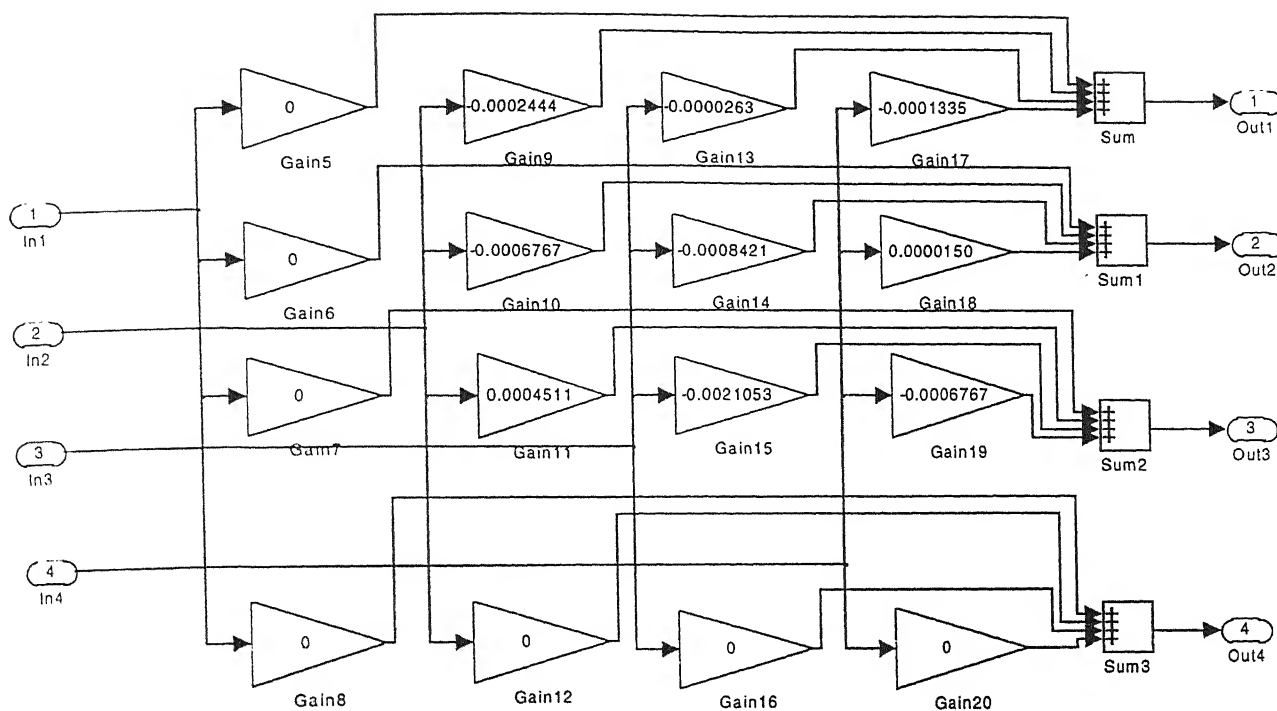 0
-0.0002444
-0.0000263
-0.0001335
1
Sum
Out1
Gain5
Gain9
Gain13
Gain17
1
In1
0
-0.0006767
-0.0008421
0.0000150
2
Sum1
Out2
Gain6
Gain10
Gain14
Gain18
2
In2
0
0.0004511
-0.0021053
-0.0006767
3
Sum2
Out3
Gain7
Gain11
Gain15
Gain19
3
In3
4
In4
0
0
0
0
4
Sum3
Out4
Gain8
Gain12
Gain16
Gain20